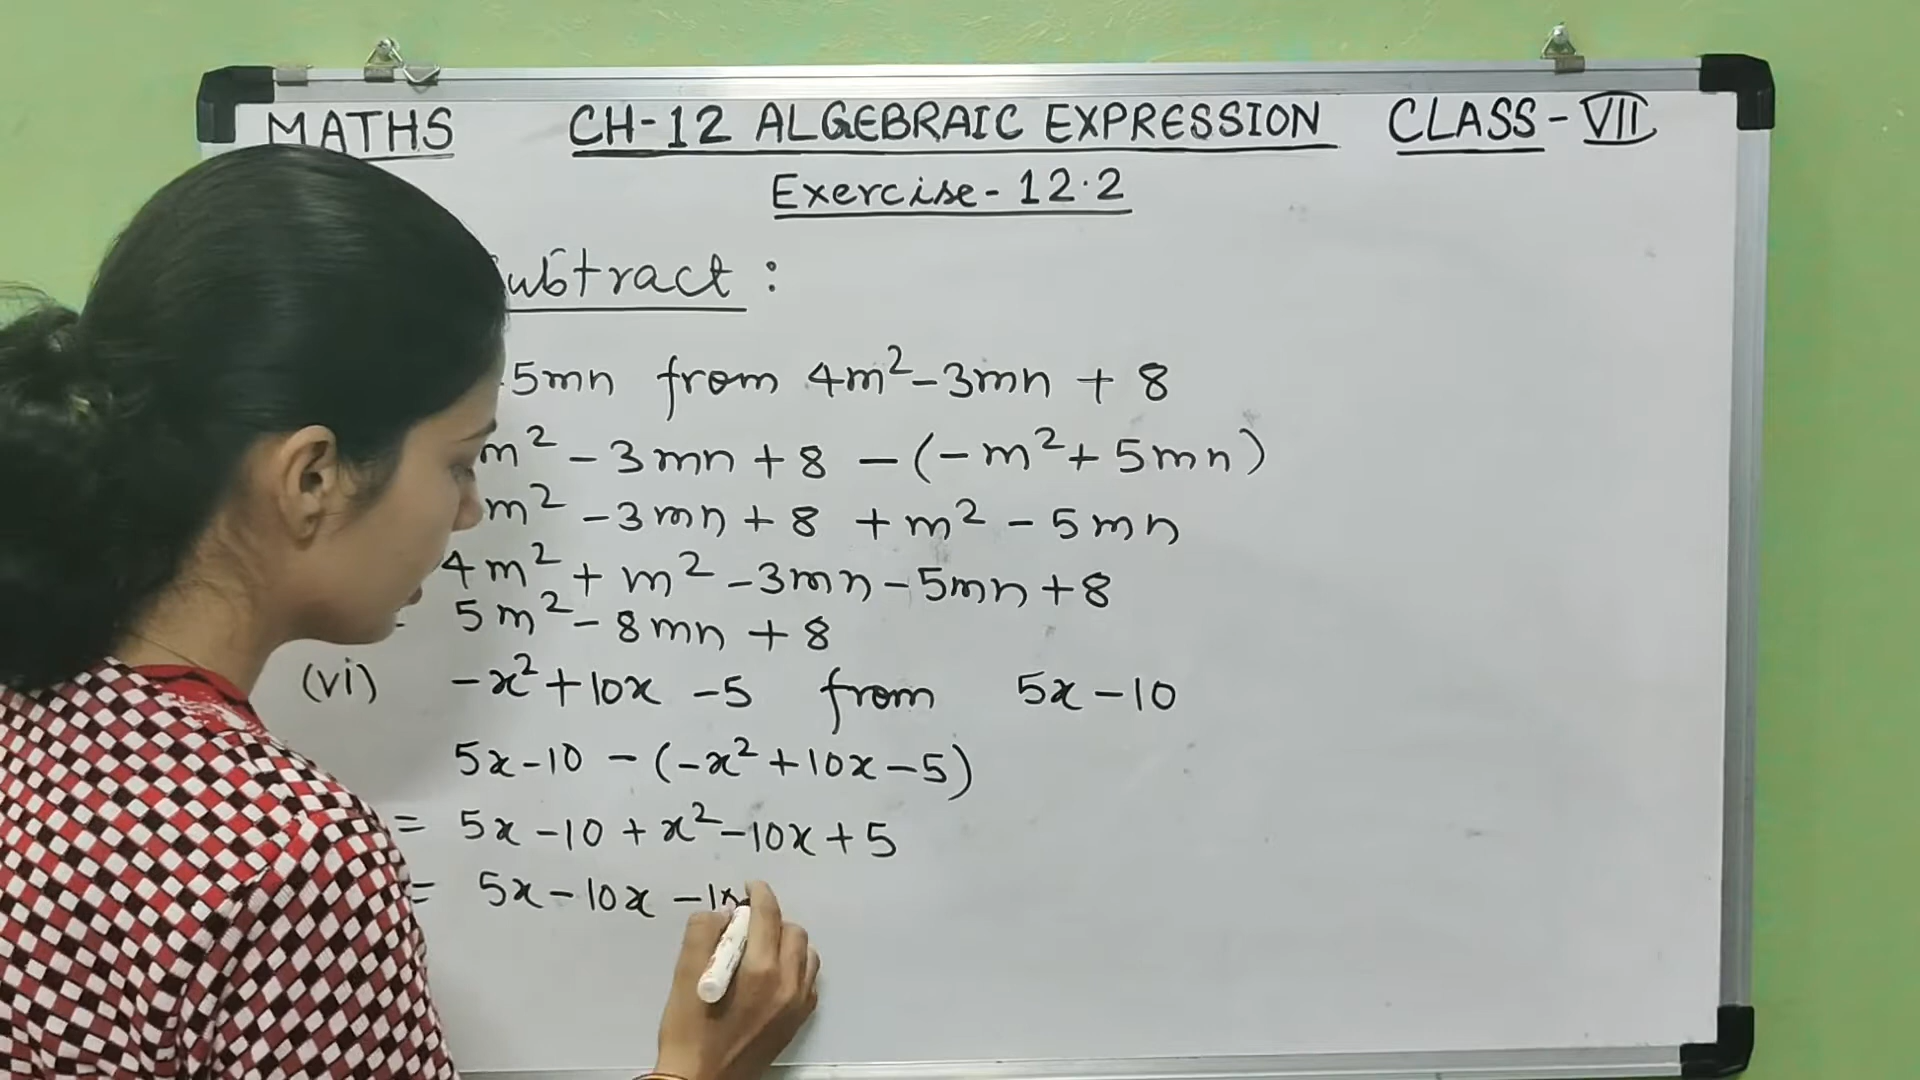 MATHS CH-12 ALGEBRAIC EXPRESSION CLASS-VII
Exercise-12.2
ubtract :
5mn from 4m²-3mn + 8
m² - 3mn + 8 - (-m² + 5mn)
m² - 3mn + 8 + m² - 5mn
4m² + m² - 3mn - 5mn + 8
5m² - 8mn + 8
(vi) -x² + 10x - 5 from 5x - 10
5x - 10 - (-x² + 10x - 5)
= 5x - 10 + x² - 10x + 5
= 5x - 10x - 1